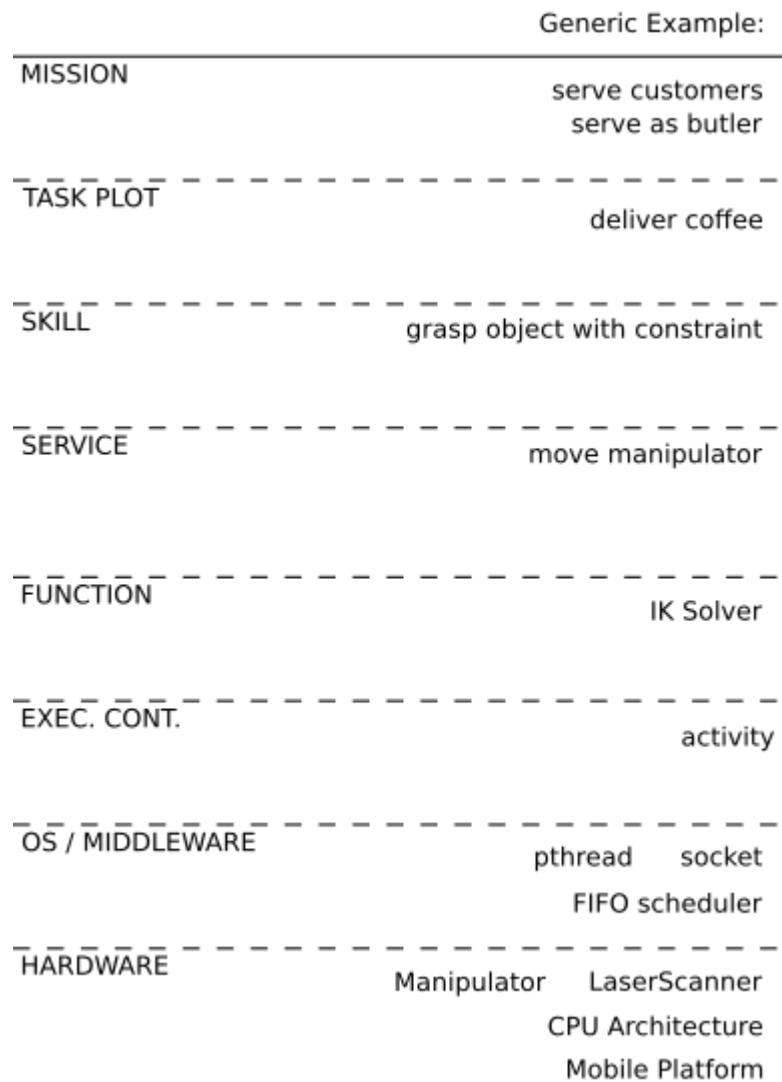 Generic Example:
MISSION
serve customers
serve as butler
TASK PLOT
deliver coffee
SKILL
grasp object with constraint
SERVICE
move manipulator
FUNCTION
IK Solver
EXEC. CONT.
activity
OS / MIDDLEWARE
pthread socket
FIFO scheduler
HARDWARE
Manipulator LaserScanner
CPU Architecture
Mobile Platform